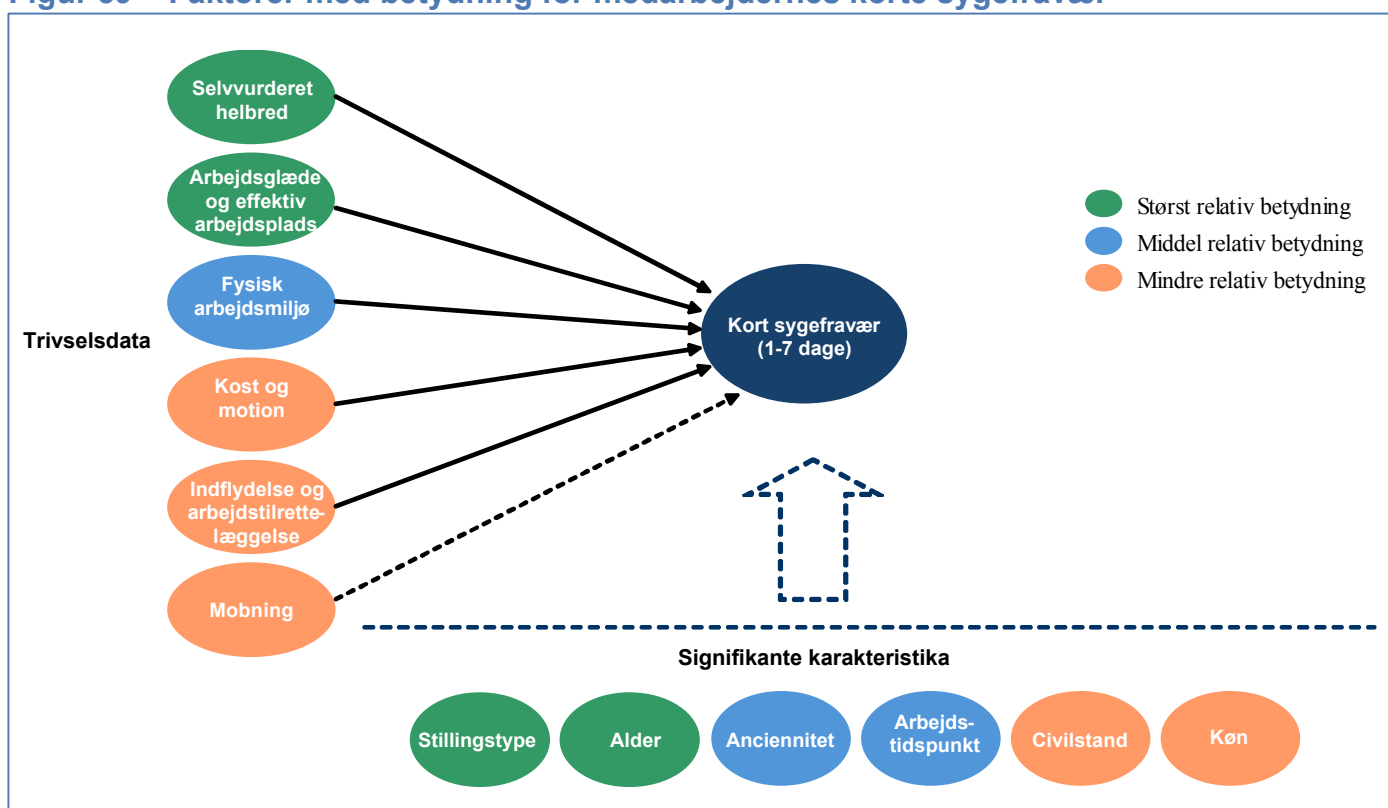 Selvvurderet
helbred
Arbejdsglæde
og effektiv
arbejdsplads
Fysisk
arbejdsmiljø
Trivselsdata
Kost og
motion
Indflydelse og
arbejdstilrette-
læggelse
Mobning
Kort sygefravær
(1-7 dage)
Størst relativ betydning
Middel relativ betydning
Mindre relativ betydning
Signifikante karakteristika
Stillingstype
Alder
Anciennitet
Arbejds-
tidspunkt
Civilstand
Køn